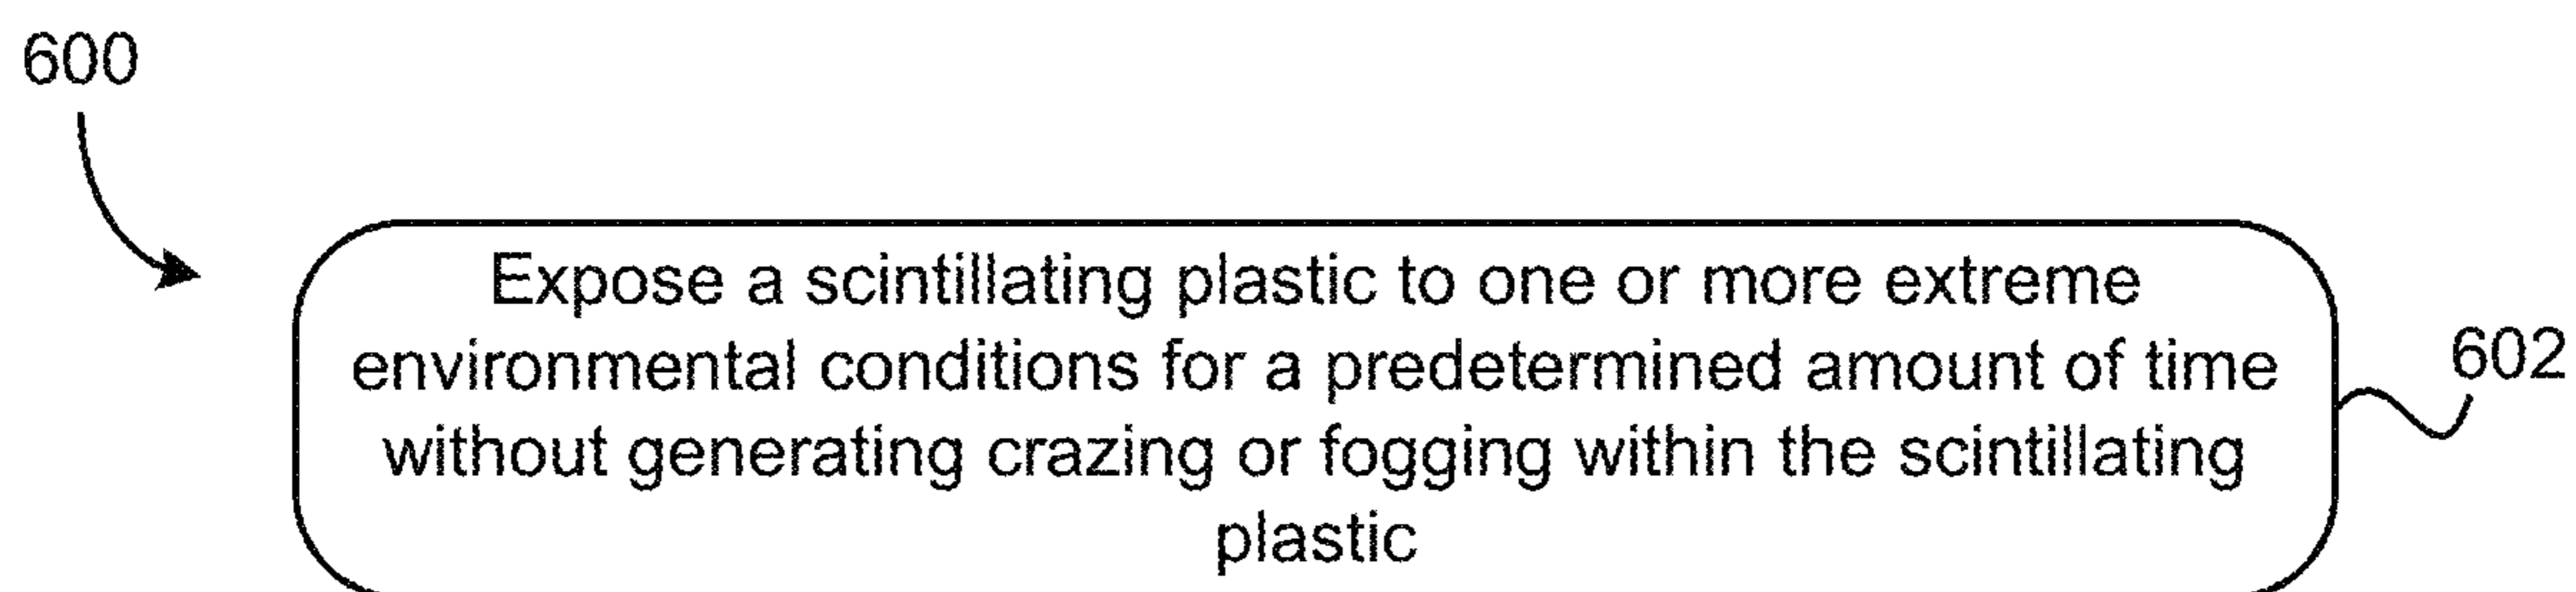 600
Expose a scintillating plastic to one or more extreme
environmental conditions for a predetermined amount of time
without generating crazing or fogging within the scintillating
plastic
602